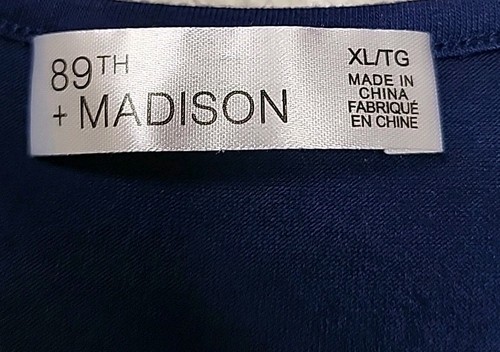 89TH
+ MADISON
XL/TG
MADE IN
CHINA
FABRIQUÉ
EN CHINE